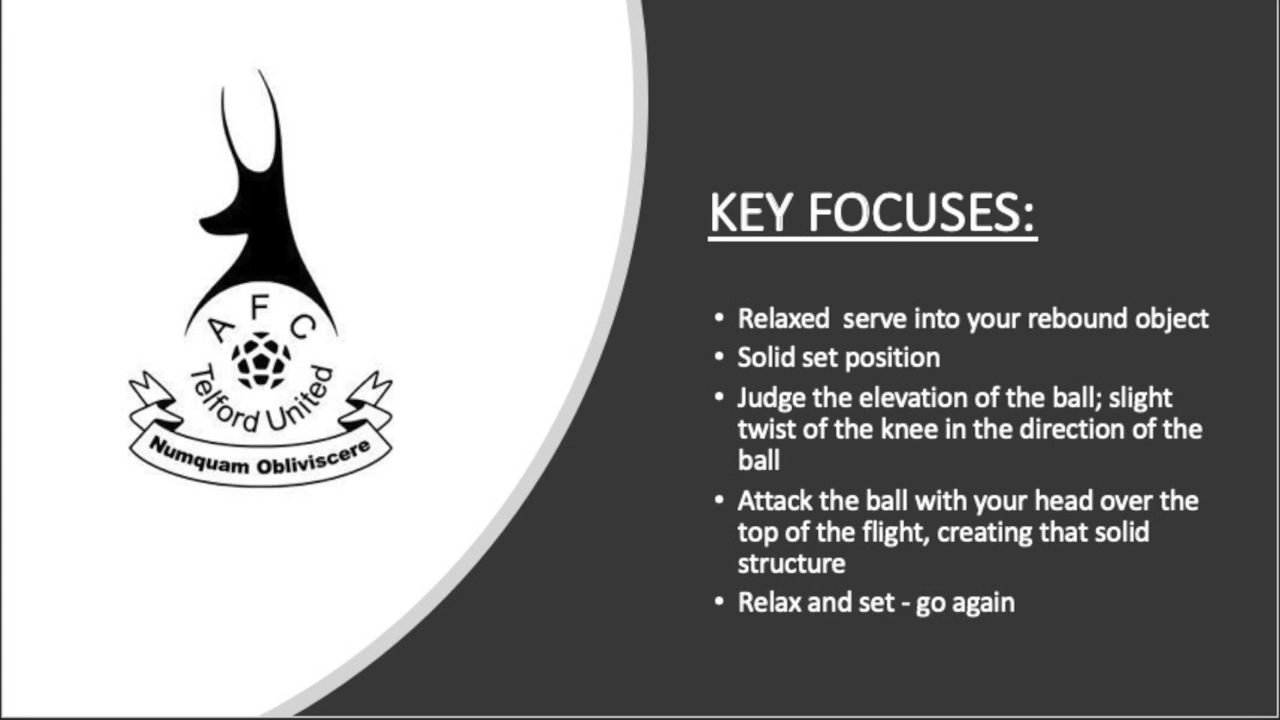 A F C
Telford United
Numquam Obliviscere
KEY FOCUSES:
• Relaxed  serve into your rebound object
• Solid set position
• Judge the elevation of the ball; slight
twist of the knee in the direction of the
ball
• Attack the ball with your head over the
top of the flight, creating that solid
structure
• Relax and set - go again